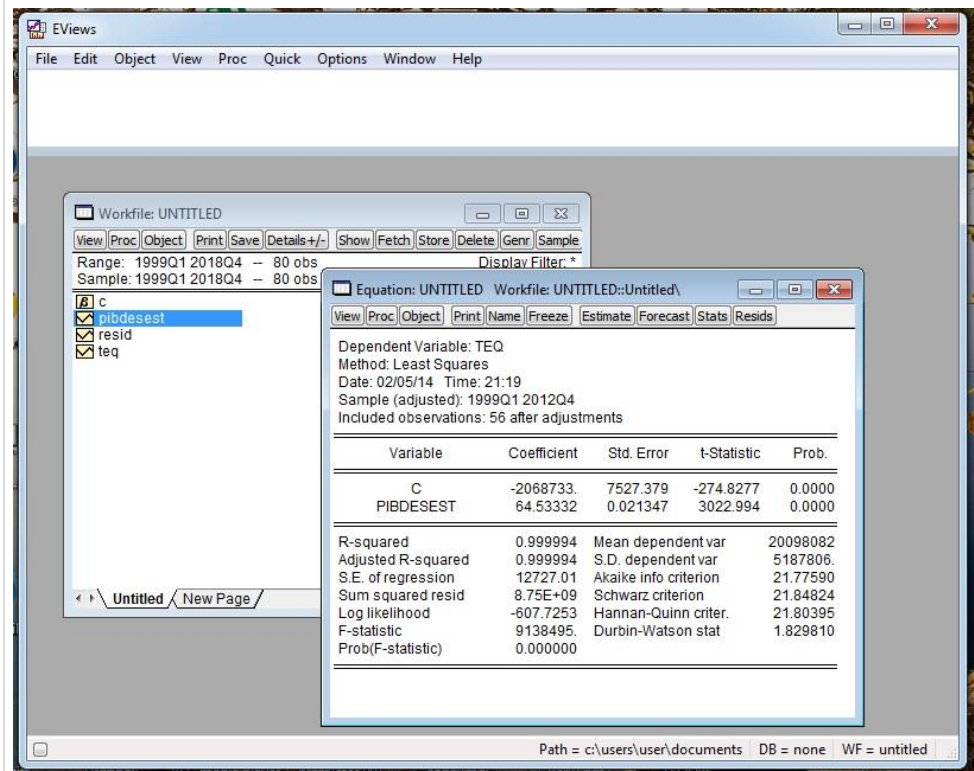 EViews
File Edit Object View Proc Quick Options Window Help
Workfile: UNTITLED
View Proc Object Print Save Details+/- Show Fetch Store Delete Genr Sample
Range: 1999Q1 2018Q4 -- 80 obs Display Filter: *
Sample: 1999Q1 2018Q4 -- 80 obs
β c
pibdesest
resid
teq
Untitled New Page
Equation: UNTITLED Workfile: UNTITLED::Untitled\
View Proc Object Print Name Freeze Estimate Forecast Stats Resids
Dependent Variable: TEQ
Method: Least Squares
Date: 02/05/14 Time: 21:19
Sample (adjusted): 1999Q1 2012Q4
Included observations: 56 after adjustments
Variable Coefficient Std. Error t-Statistic Prob.
C -2068733. 7527.379 -274.8277 0.0000
PIBDESEST 64.53332 0.021347 3022.994 0.0000
R-squared 0.999994 Mean dependent var 20098082
Adjusted R-squared 0.999994 S.D. dependent var 5187806.
S.E. of regression 12727.01 Akaike info criterion 21.77590
Sum squared resid 8.75E+09 Schwarz criterion 21.84824
Log likelihood -607.7253 Hannan-Quinn criter. 21.80395
F-statistic 9138495. Durbin-Watson stat 1.829810
Prob(F-statistic) 0.000000
Path = c:\users\user\documents DB = none WF = untitled